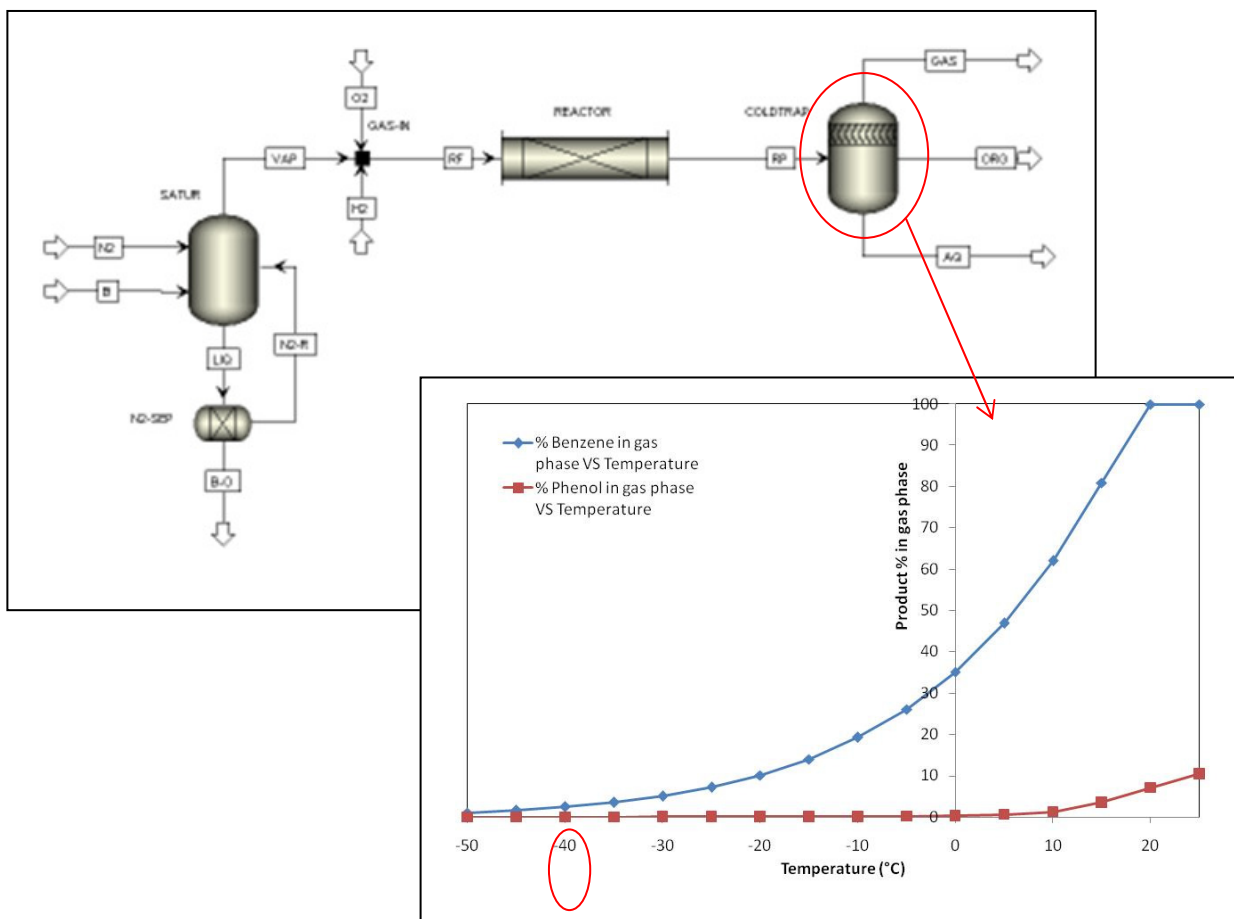 GAS
O2
REACTOR
COLDTRAP
GAS-IN
VAP
RF
RP
ORG
SATUR
H2
N2
AQ
B
N2-R
LIQ
N2-SEP
B-O
% Benzene in gas
phase VS Temperature
% Phenol in gas phase
VS Temperature
Product % in gas phase
100
90
80
70
60
50
40
30
20
10
0
-50 -40 -30 -20 -10 0 10 20
Temperature (°C)